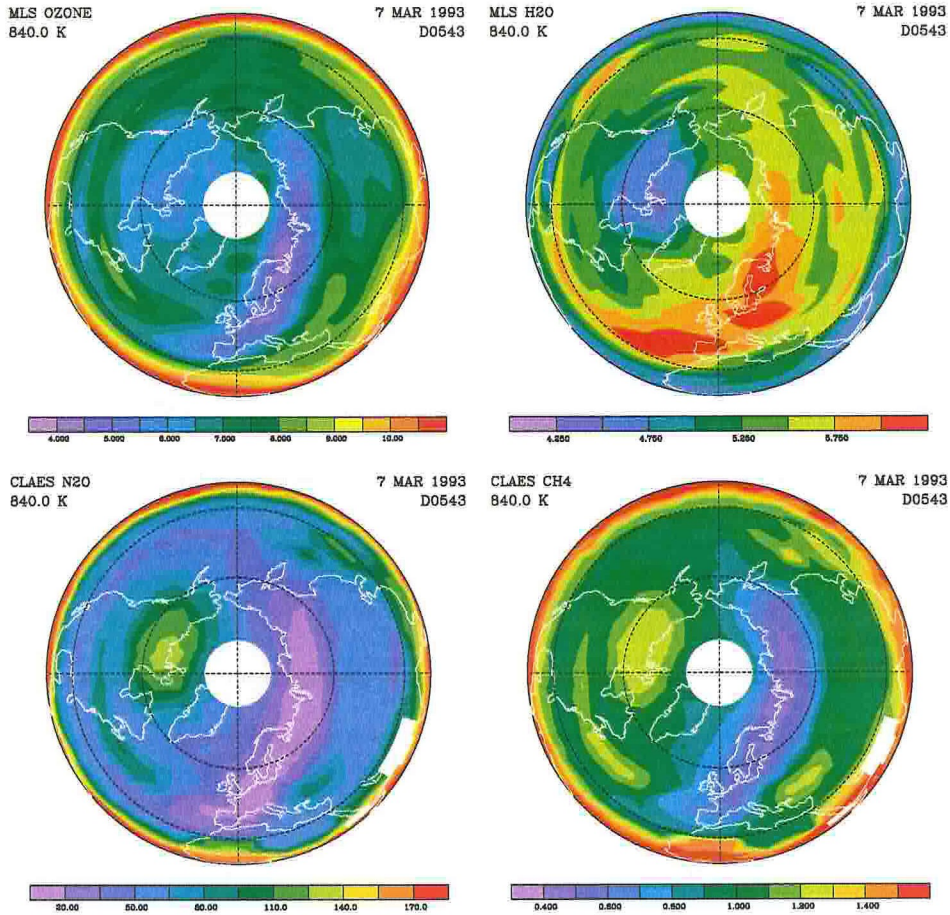 MLS OZONE
840.0 K
7 MAR 1993
D0543
MLS H2O
840.0 K
7 MAR 1993
D0543
4.000 5.000 6.000 7.000 8.000 9.000 10.00
4.250 4.750 5.250 5.750
CLAES N2O
840.0 K
7 MAR 1993
D0543
CLAES CH4
840.0 K
7 MAR 1993
D0543
20.00 50.00 80.00 110.0 140.0 170.0
0.400 0.600 0.800 1.000 1.200 1.400